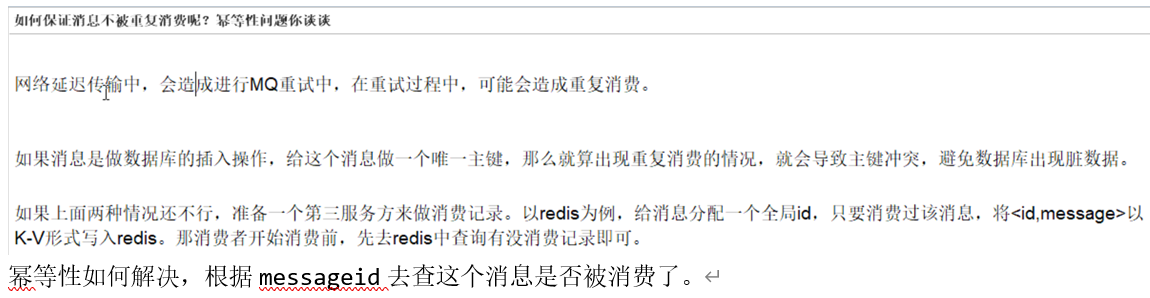 如何保证消息不被重复消费呢？幂等性问题你谈谈
网络延迟传输中，会造成进行MQ重试中，在重试过程中，可能会造成重复消费。
如果消息是做数据库的插入操作，给这个消息做一个唯一主键，那么就算出现重复消费的情况，就会导致主键冲突，避免数据库出现脏数据。
如果上面两种情况还不行，准备一个第三服务方来做消费记录。以redis为例，给消息分配一个全局id，只要消费过该消息，将<id,message>以
K-V形式写入redis。那消费者开始消费前，先去redis中查询有没消费记录即可。
幂等性如何解决，根据 messageid 去查这个消息是否被消费了。